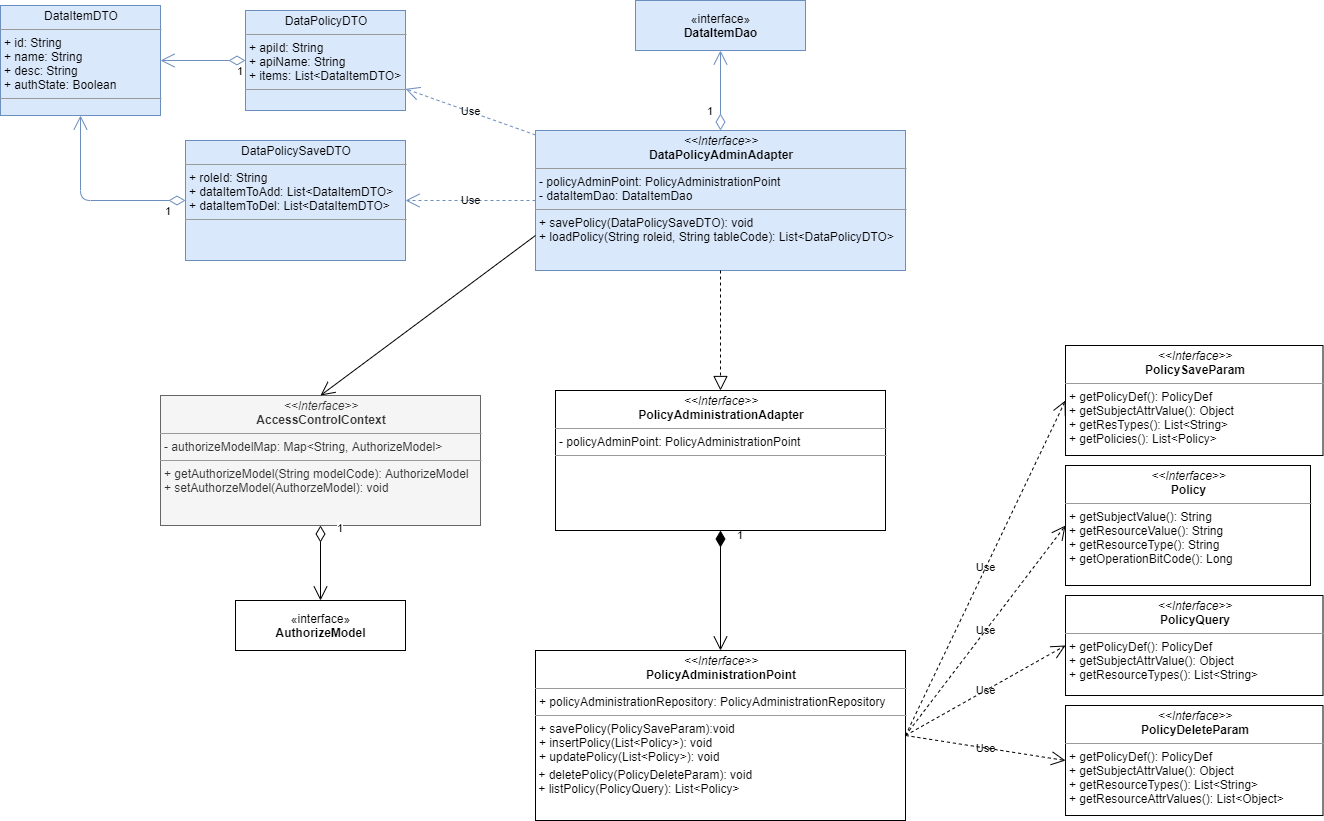 DataItemDTO
+ id: String
+ name: String
+ desc: String
+ authState: Boolean
DataPolicyDTO
+ apiId: String
+ apiName: String
+ items: List<DataItemDTO>
1
«interface»
DataItemDao
1
Use
DataPolicySaveDTO
+ roleId: String
+ dataItemToAdd: List<DataItemDTO>
+ dataItemToDel: List<DataItemDTO>
1
Use
<<Interface>>
DataPolicyAdminAdapter
- policyAdminPoint: PolicyAdministrationPoint
- dataItemDao: DataItemDao
+ savePolicy(DataPolicySaveDTO): void
+ loadPolicy(String roleid, String tableCode): List<DataPolicyDTO>
<<Interface>>
AccessControlContext
- authorizeModelMap: Map<String, AuthorizeModel>
+ getAuthorizeModel(String modelCode): AuthorizeModel
+ setAuthorzeModel(AuthorzeModel): void
1
«interface»
AuthorizeModel
<<Interface>>
PolicyAdministrationAdapter
- policyAdminPoint: PolicyAdministrationPoint
1
<<Interface>>
PolicyAdministrationPoint
+ policyAdministrationRepository: PolicyAdministrationRepository
+ savePolicy(PolicySaveParam):void
+ insertPolicy(List<Policy>): void
+ updatePolicy(List<Policy>): void
+ deletePolicy(PolicyDeleteParam): void
+ listPolicy(PolicyQuery): List<Policy>
Use
Use
Use
Use
<<Interface>>
PolicySaveParam
+ getPolicyDef(): PolicyDef
+ getSubjectAttrValue(): Object
+ getResTypes(): List<String>
+ getPolicies(): List<Policy>
<<Interface>>
Policy
+ getSubjectValue(): String
+ getResourceValue(): String
+ getResourceType(): String
+ getOperationBitCode(): Long
<<Interface>>
PolicyQuery
+ getPolicyDef(): PolicyDef
+ getSubjectAttrValue(): Object
+ getResourceTypes(): List<String>
<<Interface>>
PolicyDeleteParam
+ getPolicyDef(): PolicyDef
+ getSubjectAttrValue(): Object
+ getResourceTypes(): List<String>
+ getResourceAttrValues(): List<Object>